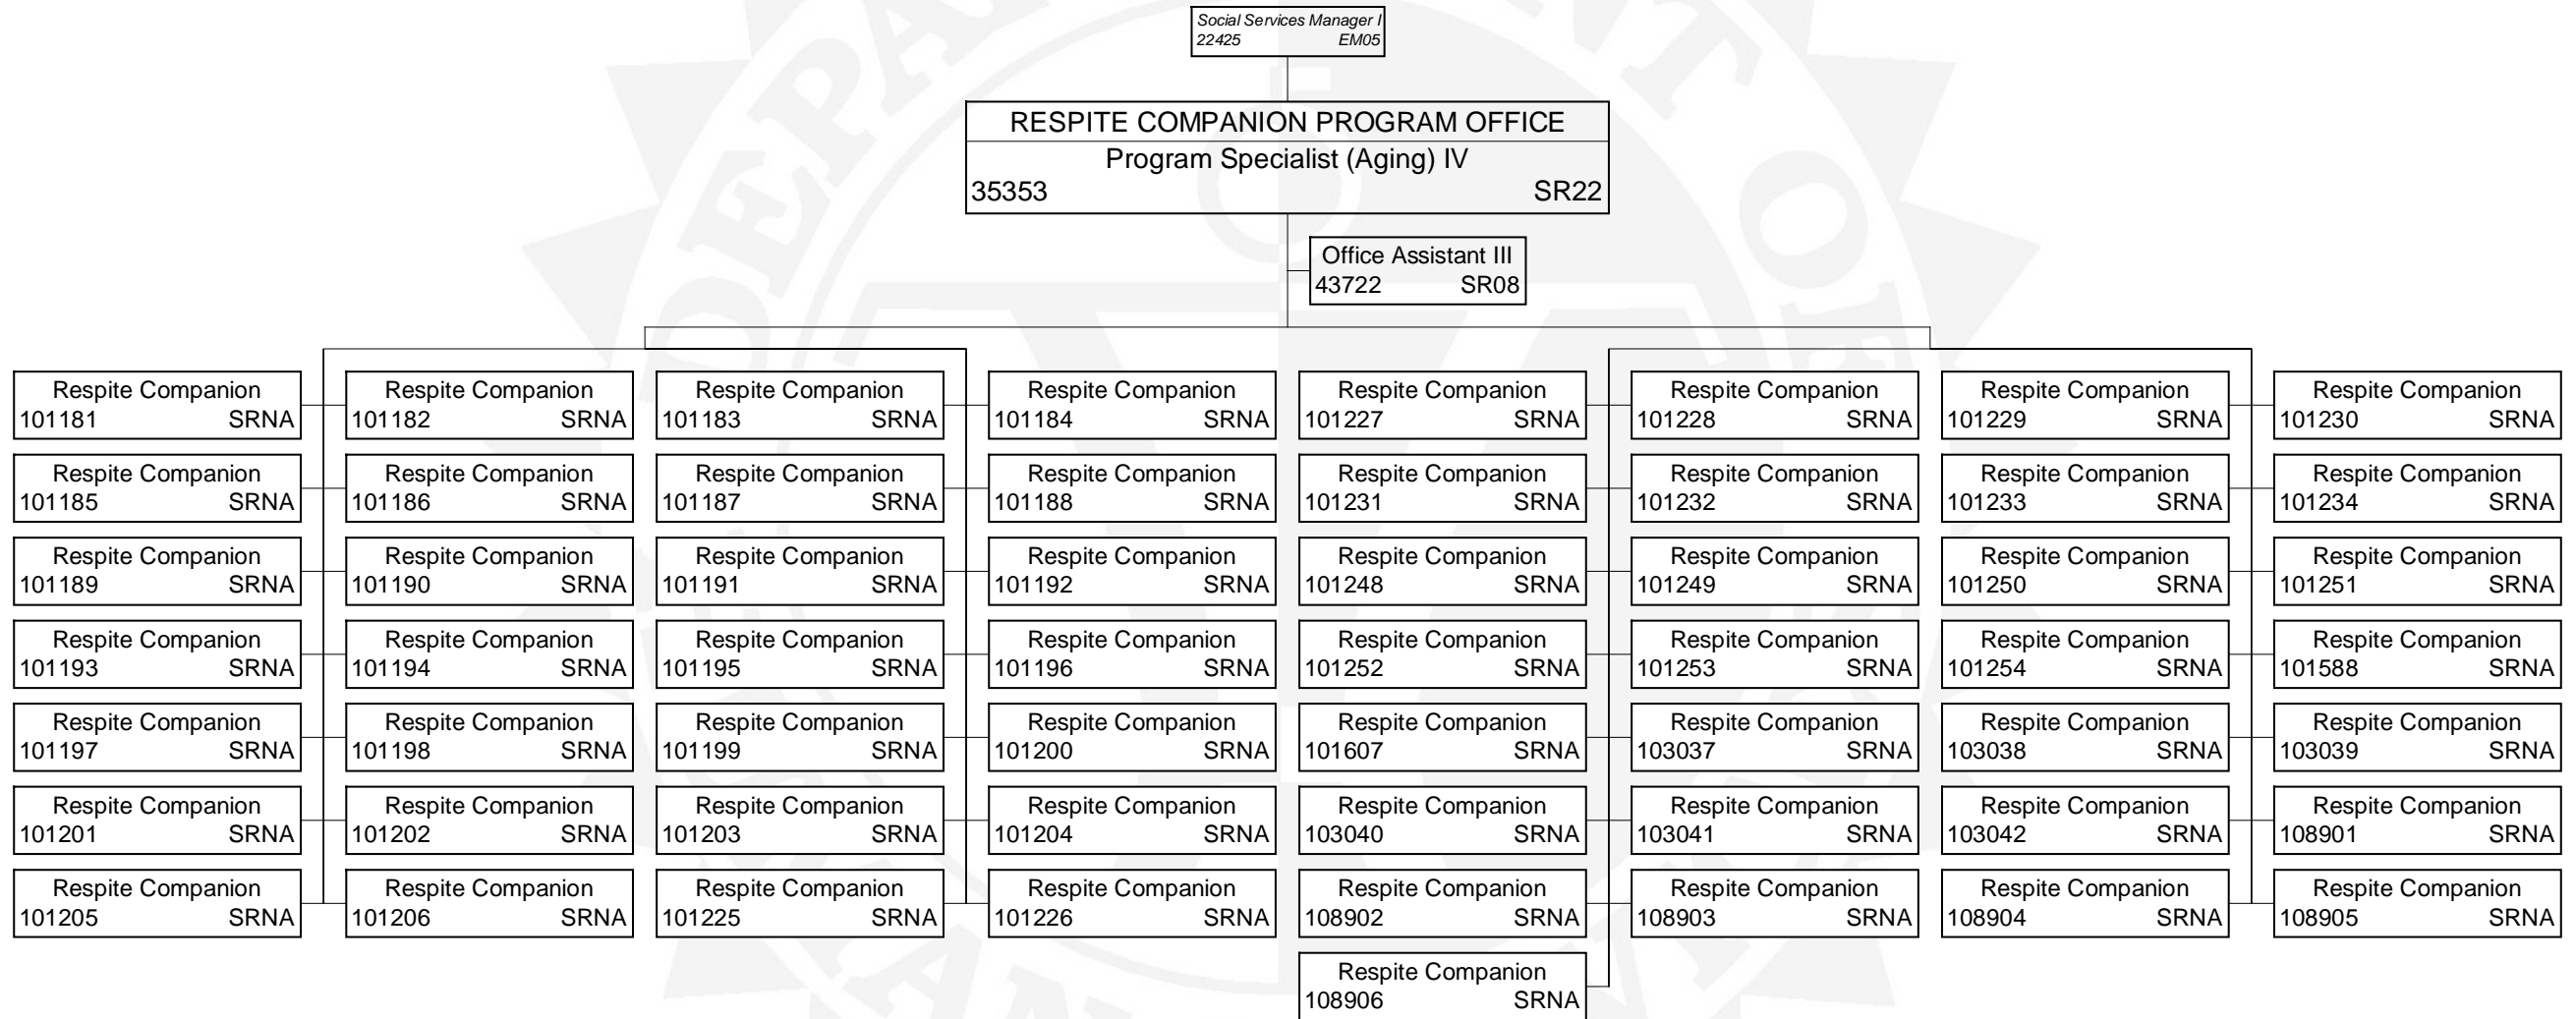 Social Services Manager I
22425 EM05
RESPITE COMPANION PROGRAM OFFICE
Program Specialist (Aging) IV
35353 SR22
Office Assistant III
43722 SR08
Respite Companion Respite Companion Respite Companion Respite Companion Respite Companion Respite Companion Respite Companion Respite Companion
101181 SRNA 101182 SRNA 101183 SRNA 101184 SRNA 101227 SRNA 101228 SRNA 101229 SRNA 101230 SRNA
Respite Companion Respite Companion Respite Companion Respite Companion Respite Companion Respite Companion Respite Companion Respite Companion
101185 SRNA 101186 SRNA 101187 SRNA 101188 SRNA 101231 SRNA 101232 SRNA 101233 SRNA 101234 SRNA
Respite Companion Respite Companion Respite Companion Respite Companion Respite Companion Respite Companion Respite Companion Respite Companion
101189 SRNA 101190 SRNA 101191 SRNA 101192 SRNA 101248 SRNA 101249 SRNA 101250 SRNA 101251 SRNA
Respite Companion Respite Companion Respite Companion Respite Companion Respite Companion Respite Companion Respite Companion Respite Companion
101193 SRNA 101194 SRNA 101195 SRNA 101196 SRNA 101252 SRNA 101253 SRNA 101254 SRNA 101588 SRNA
Respite Companion Respite Companion Respite Companion Respite Companion Respite Companion Respite Companion Respite Companion Respite Companion
101197 SRNA 101198 SRNA 101199 SRNA 101200 SRNA 101607 SRNA 103037 SRNA 103038 SRNA 103039 SRNA
Respite Companion Respite Companion Respite Companion Respite Companion Respite Companion Respite Companion Respite Companion Respite Companion
101201 SRNA 101202 SRNA 101203 SRNA 101204 SRNA 103040 SRNA 103041 SRNA 103042 SRNA 108901 SRNA
Respite Companion Respite Companion Respite Companion Respite Companion Respite Companion Respite Companion Respite Companion Respite Companion
101205 SRNA 101206 SRNA 101225 SRNA 101226 SRNA 108902 SRNA 108903 SRNA 108904 SRNA 108905 SRNA
Respite Companion
108906 SRNA